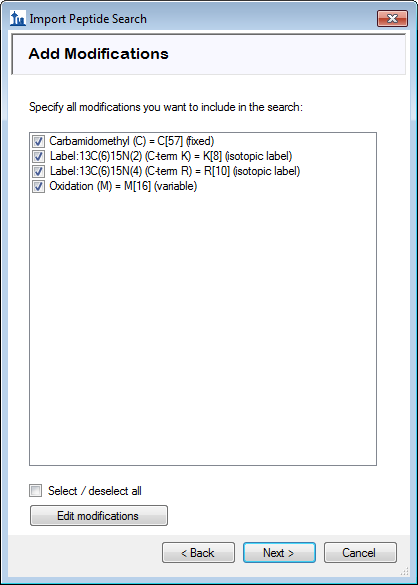 Import Peptide Search
Add Modifications
Specify all modifications you want to include in the search:
Carbamidomethyl (C) = C[57] (fixed)
Label:13C(6)15N(2) (C-term K) = K[8] (isotopic label)
Label:13C(6)15N(4) (C-term R) = R[10] (isotopic label)
Oxidation (M) = M[16] (variable)
Select / deselect all
Edit modifications
< Back
Next >
Cancel